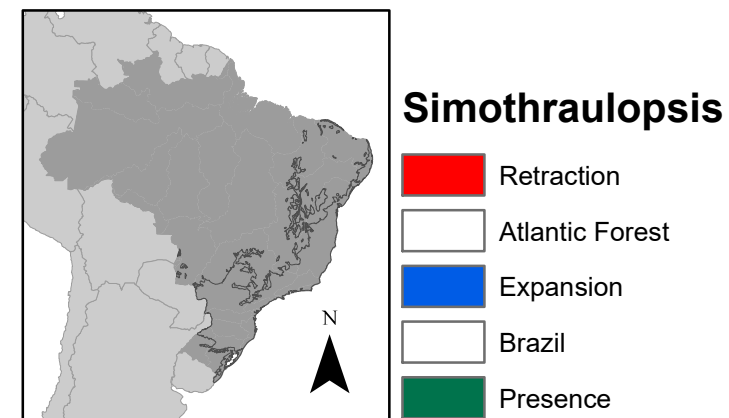 Simothraulopsis
Retraction
Atlantic Forest
Expansion
Brazil
Presence
N